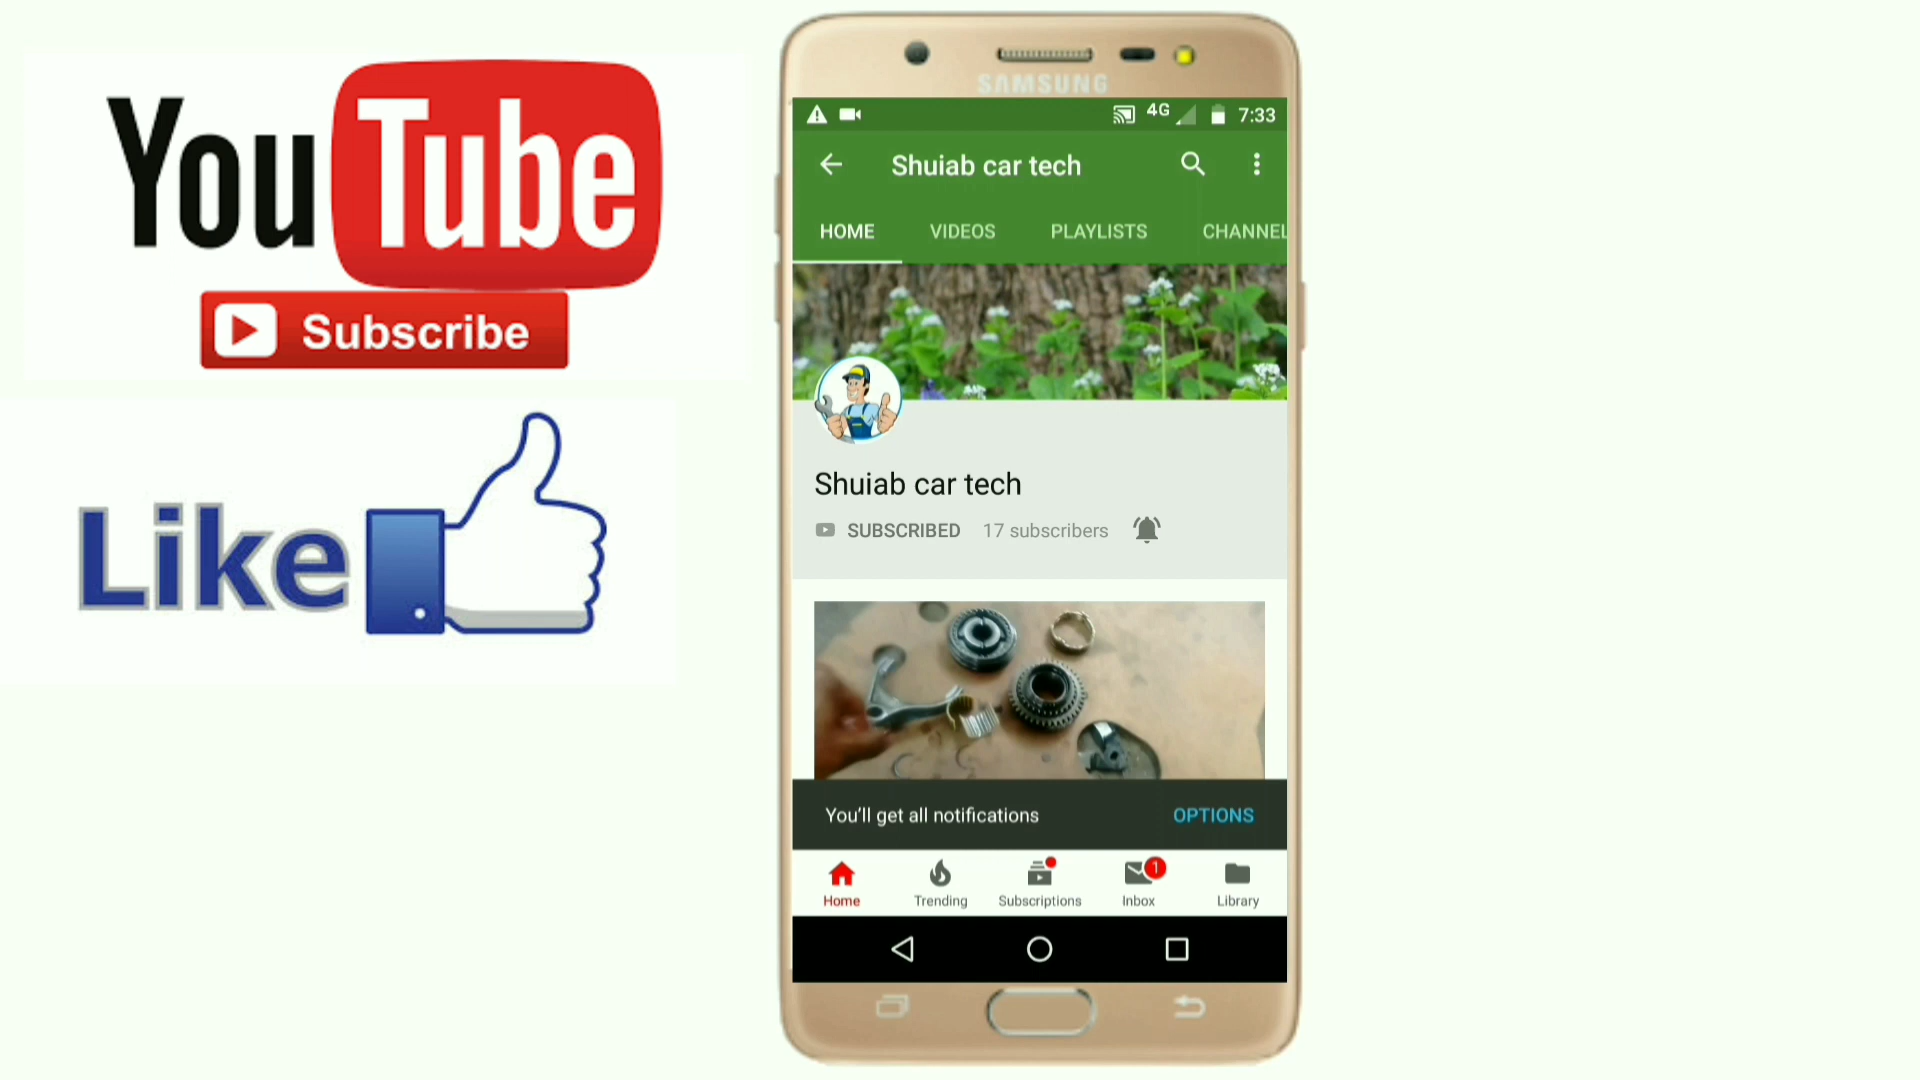 YouTube
Subscribe
Like
SAMSUNG
4G 7:33
Shuiab car tech
HOME VIDEOS PLAYLISTS CHANNEL
Shuiab car tech
SUBSCRIBED 17 subscribers
You'll get all notifications OPTIONS
1
Home Trending Subscriptions Inbox Library